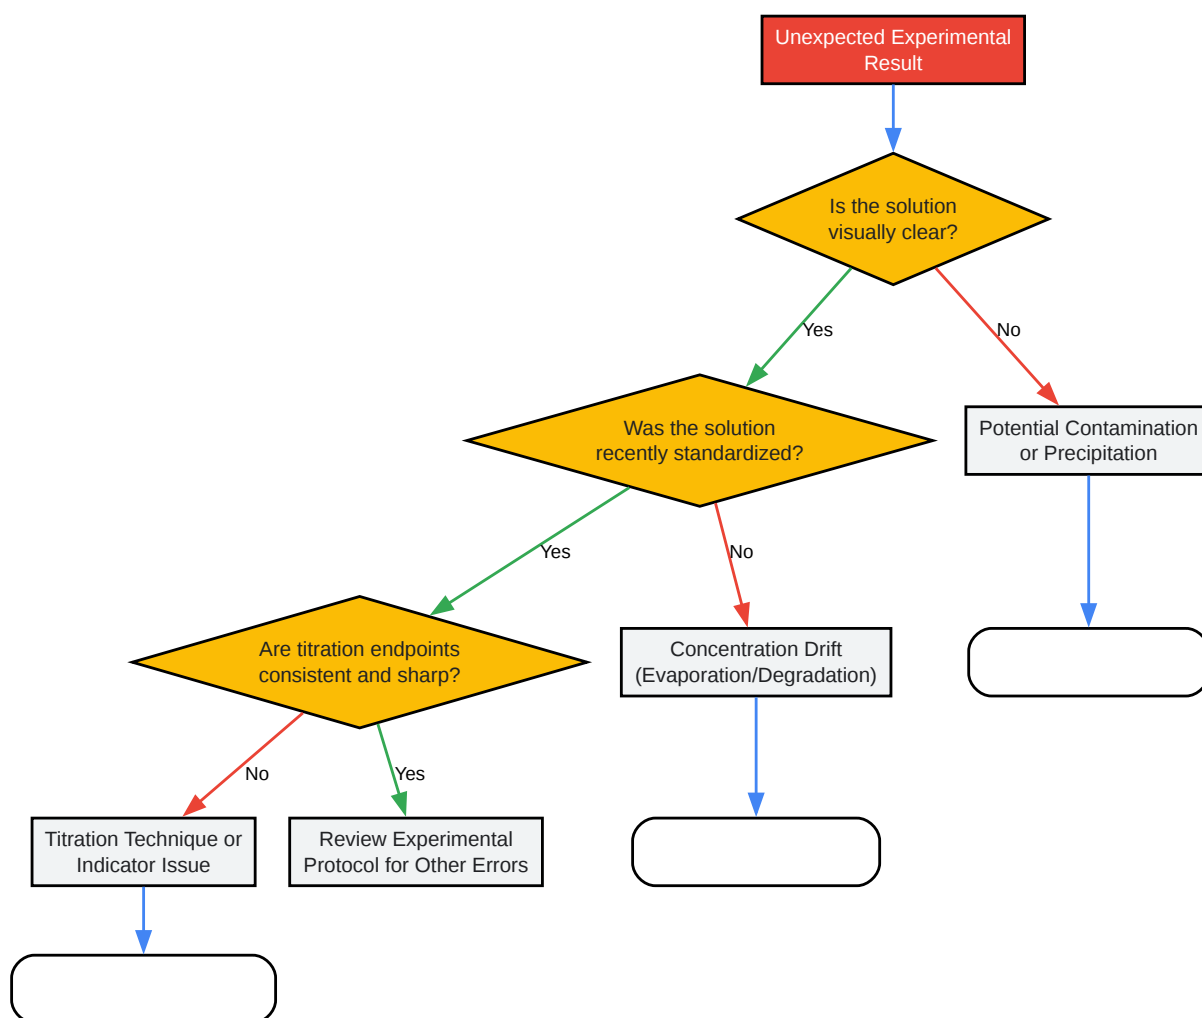 Unexpected Experimental
Result
Is the solution
visually clear?
Yes
No
Was the solution
recently standardized?
Potential Contamination
or Precipitation
Yes
No
Are titration endpoints
consistent and sharp?
Concentration Drift
(Evaporation/Degradation)
No
Yes
Titration Technique or
Indicator Issue
Review Experimental
Protocol for Other Errors